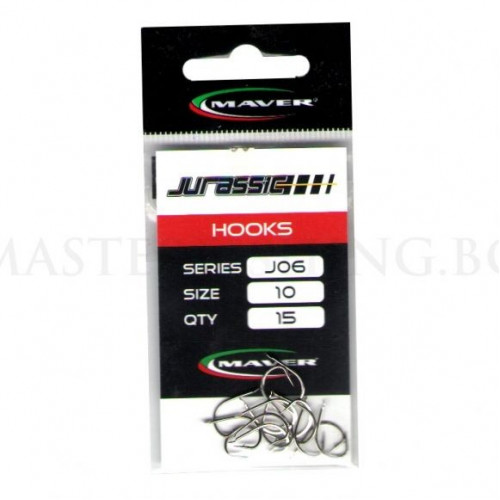 MAVER®
JURASSIC
HOOKS
SERIES J06
SIZE 10
QTY 15
MAVER